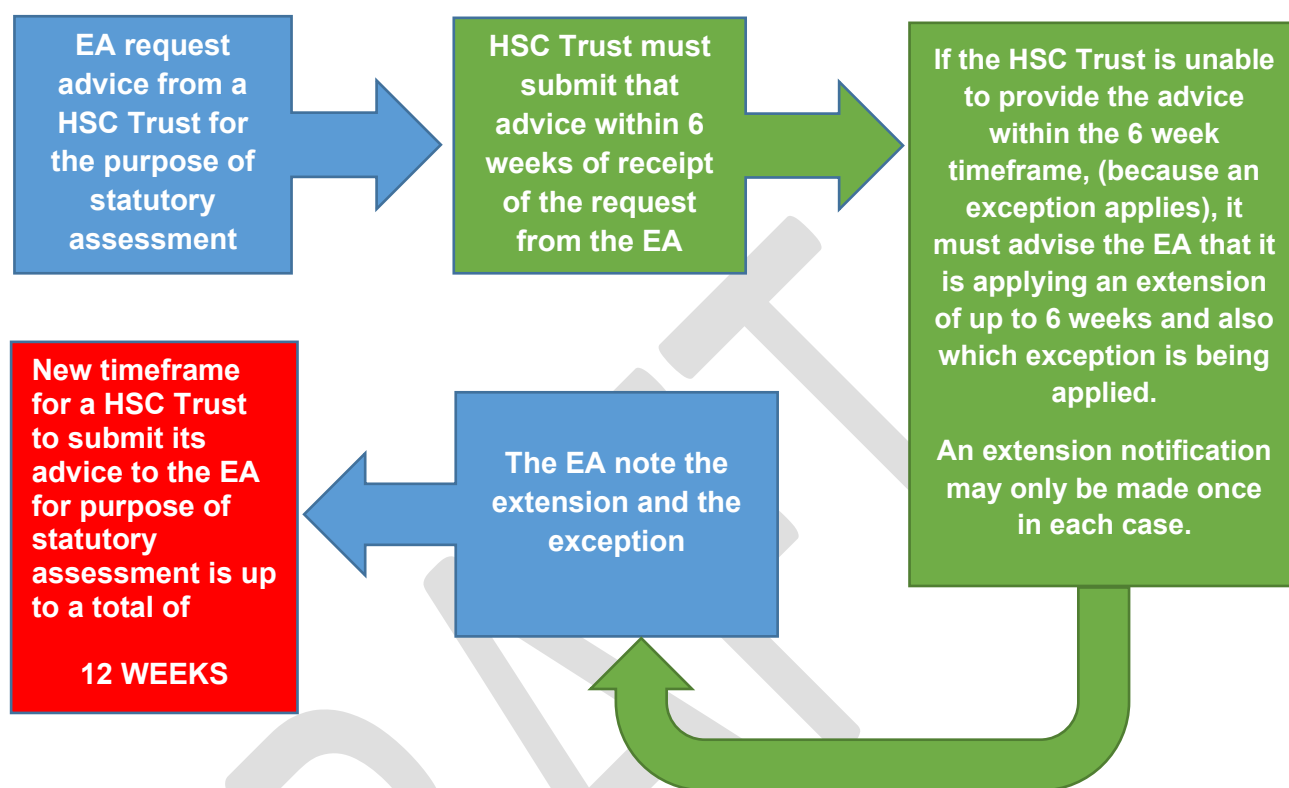 EA request
advice from a
HSC Trust for
the purpose of
statutory
assessment
HSC Trust must
submit that
advice within 6
weeks of receipt
of the request
from the EA
If the HSC Trust is unable
to provide the advice
within the 6 week
timeframe, (because an
exception applies), it
must advise the EA that it
is applying an extension
of up to 6 weeks and also
which exception is being
applied.
An extension notification
may only be made once
in each case.
The EA note the
extension and the
exception
New timeframe
for a HSC Trust
to submit its
advice to the EA
for purpose of
statutory
assessment is up
to a total of
12 WEEKS